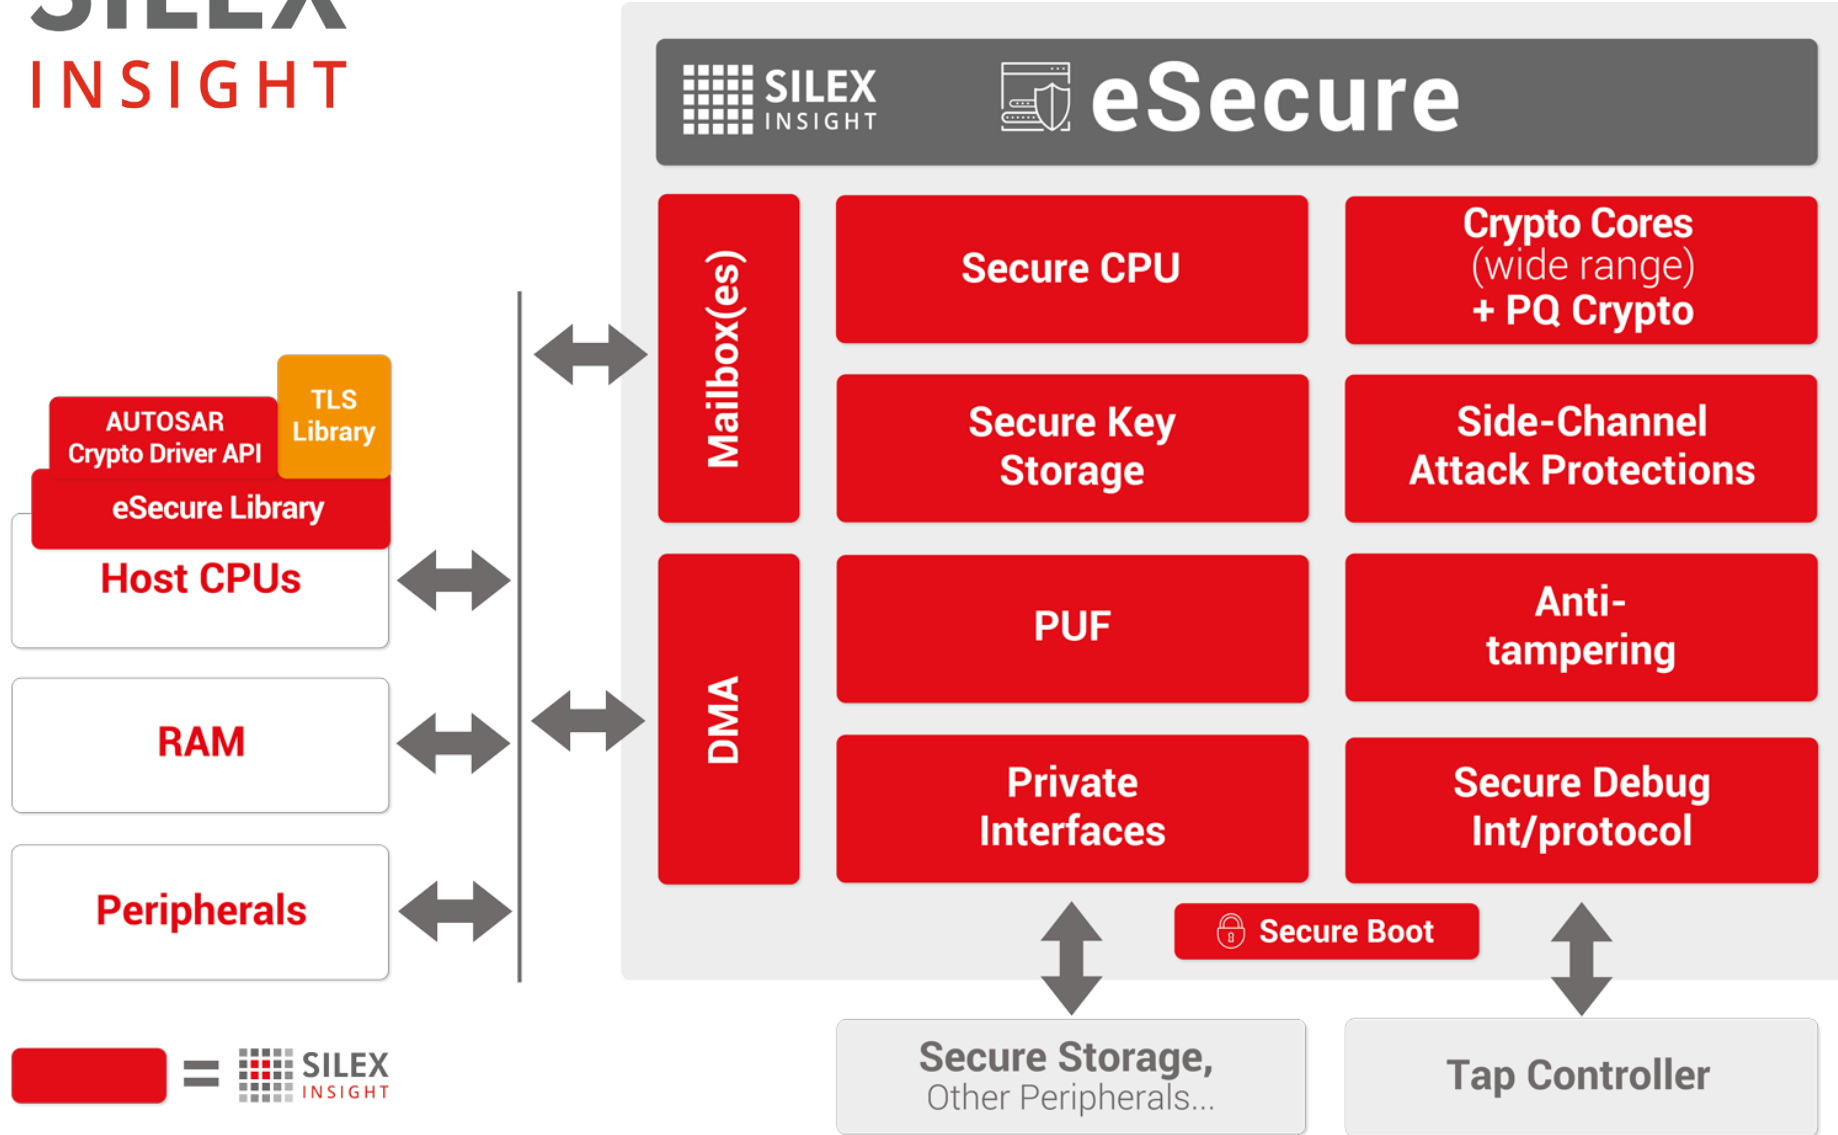 SILEX
INSIGHT
SILEX
INSIGHT
eSecure
Mailbox(es)
Secure CPU
Crypto Cores
(wide range)
+ PQ Crypto
Secure Key
Storage
Side-Channel
Attack Protections
DMA
PUF
Anti-
tampering
Private
Interfaces
Secure Debug
Int/protocol
Secure Boot
Secure Storage,
Other Peripherals...
Tap Controller
AUTOSAR
Crypto Driver API
TLS
Library
eSecure Library
Host CPUs
RAM
Peripherals
=
SILEX
INSIGHT